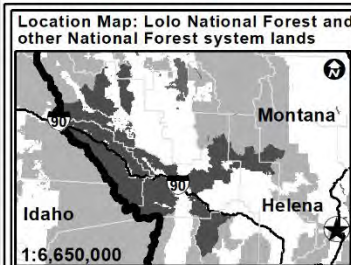 Location Map: Lolo National Forest and
other National Forest system lands
N
90
Montana
90
Idaho
Helena
1:6,650,000